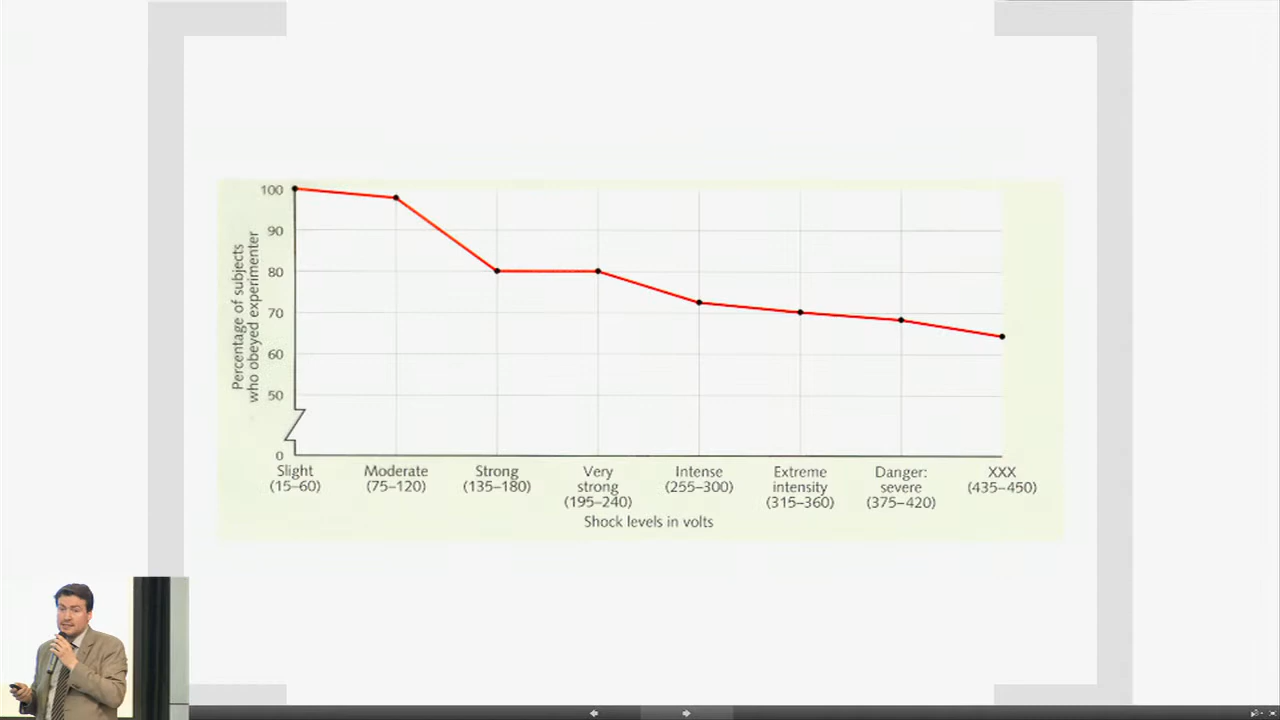 100
90
80
70
60
50
0
Percentage of subjects
who obeyed experimenter
Slight
(15–60)
Moderate
(75–120)
Strong
(135–180)
Very
strong
(195–240)
Intense
(255–300)
Extreme
intensity
(315–360)
Danger:
severe
(375–420)
XXX
(435–450)
Shock levels in volts